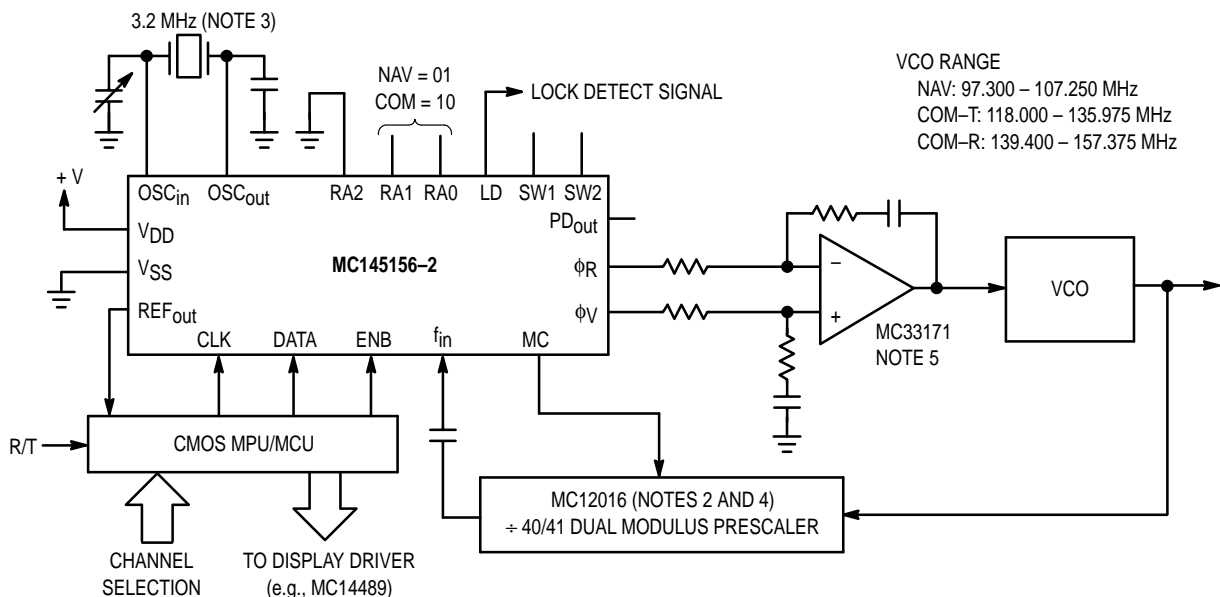 3.2 MHz (NOTE 3)
NAV = 01
COM = 10
LOCK DETECT SIGNAL
VCO RANGE
NAV: 97.300 – 107.250 MHz
COM–T: 118.000 – 135.975 MHz
COM–R: 139.400 – 157.375 MHz
+ V
OSCin
OSCout
RA2
RA1
RA0
LD
SW1
SW2
VDD
PDout
VSS
MC145156–2
ϕR
REFout
ϕV
CLK
DATA
ENB
fin
MC
–
+
MC33171
NOTE 5
VCO
R/T
CMOS MPU/MCU
MC12016 (NOTES 2 AND 4)
÷ 40/41 DUAL MODULUS PRESCALER
CHANNEL
SELECTION
TO DISPLAY DRIVER
(e.g., MC14489)